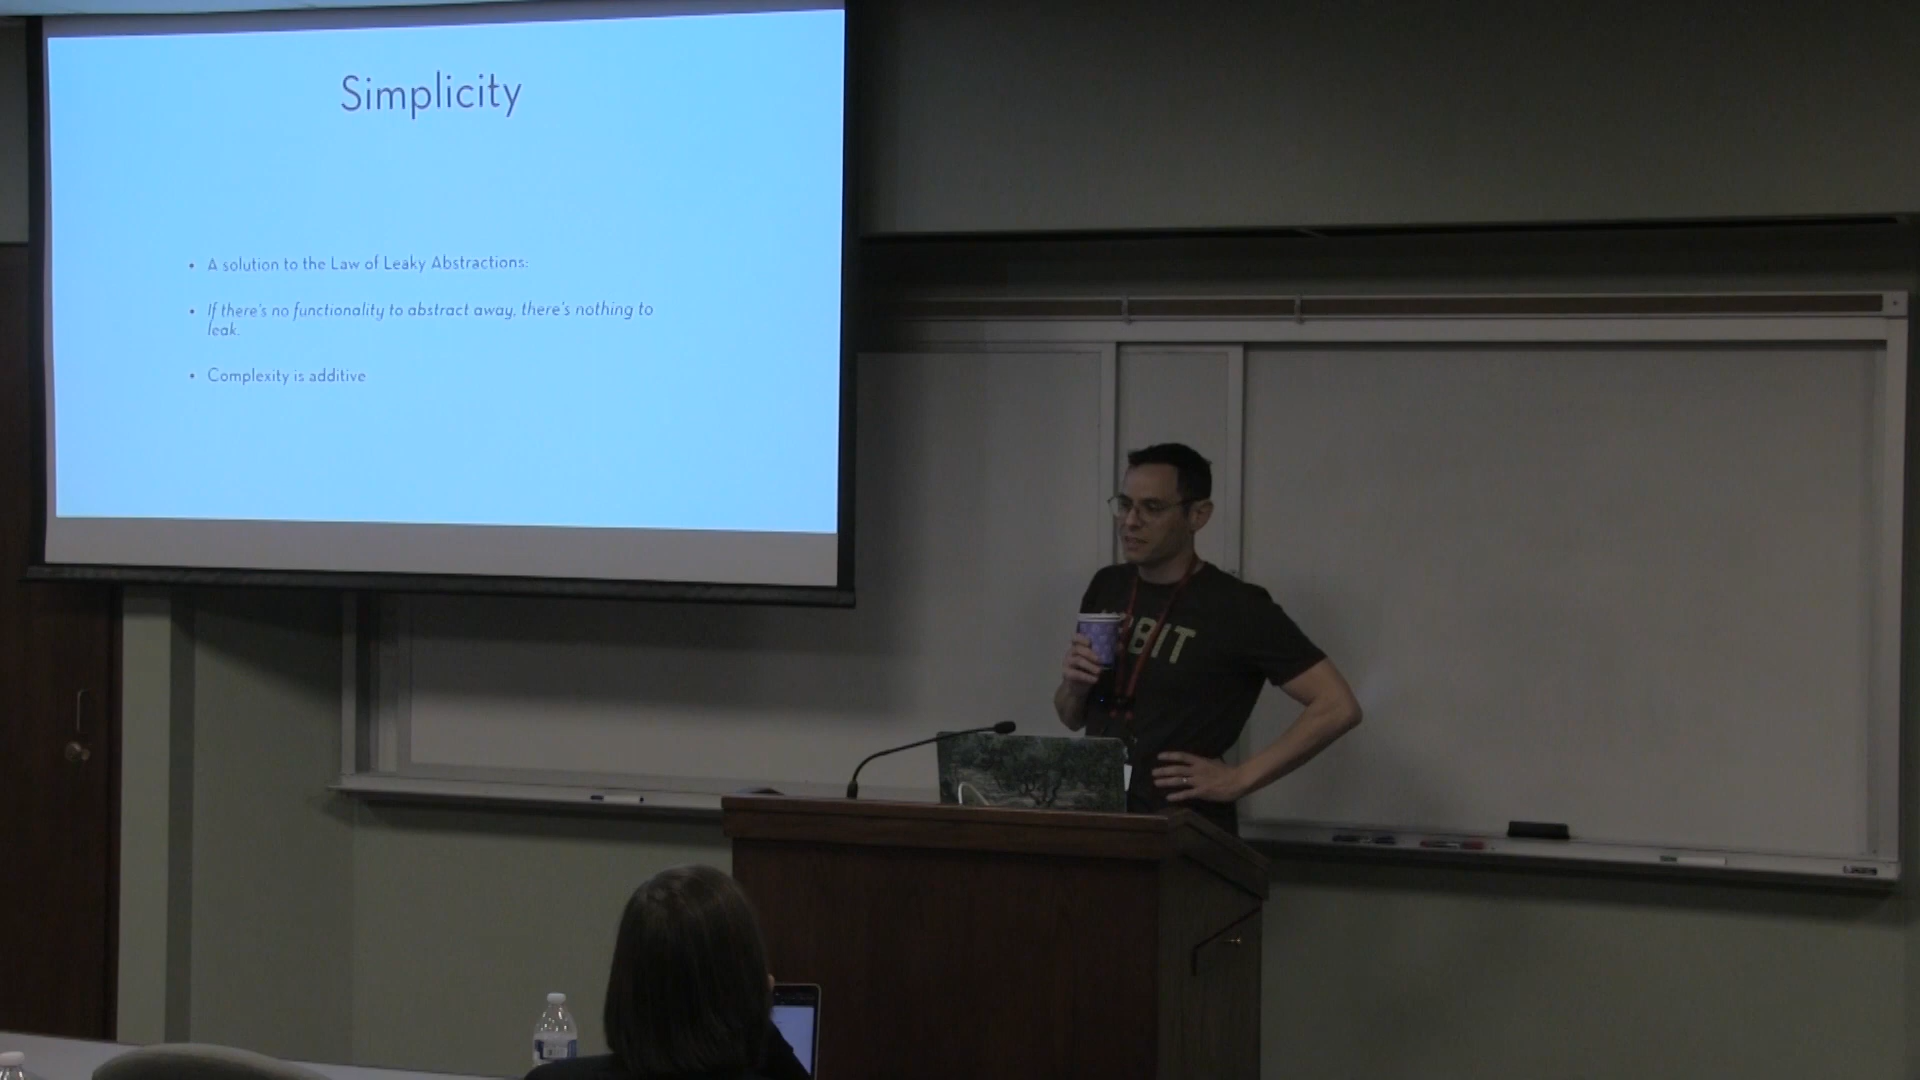 Simplicity
• A solution to the Law of Leaky Abstractions:
• If there's no functionality to abstract away, there's nothing to
leak.
• Complexity is additive
BIT